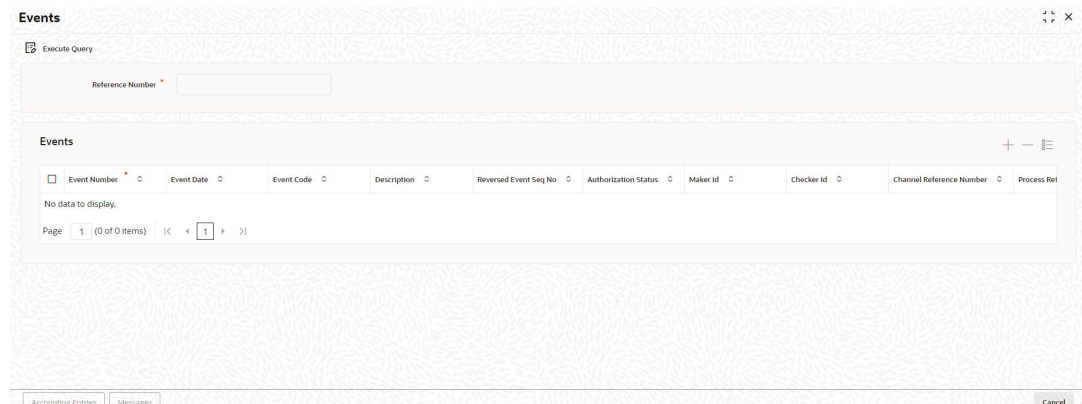 Events
Execute Query
Reference Number *
Events
Event Number * Event Date Event Code Description Reversed Event Seq No Authorization Status Maker Id Checker Id Channel Reference Number Process Ref
No data to display.
Page 1 (0 of 0 items) 1
Accounting Entries Messages Cancel